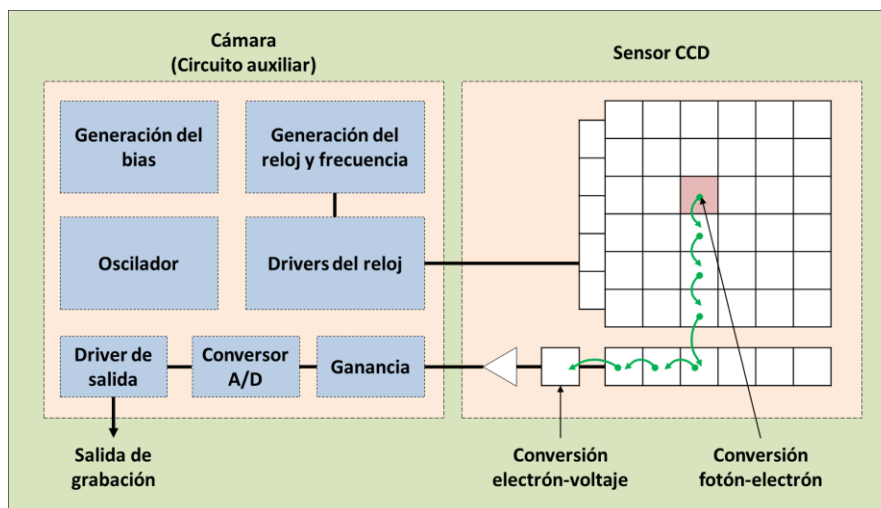 Cámara
(Circuito auxiliar)
Sensor CCD
Generación del
bias
Generación del
reloj y frecuencia
Oscilador
Drivers del reloj
Driver de
salida
Conversor
A/D
Ganancia
Salida de
grabación
Conversión
electrón-voltaje
Conversión
fotón-electrón